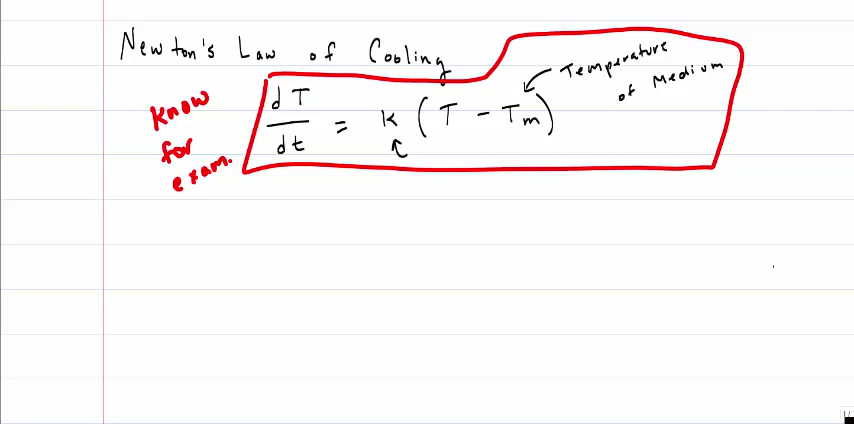 Newton's Law of Cooling
Temperature
of Medium
Know
for
exam.
dT/dt = k (T - Tm)